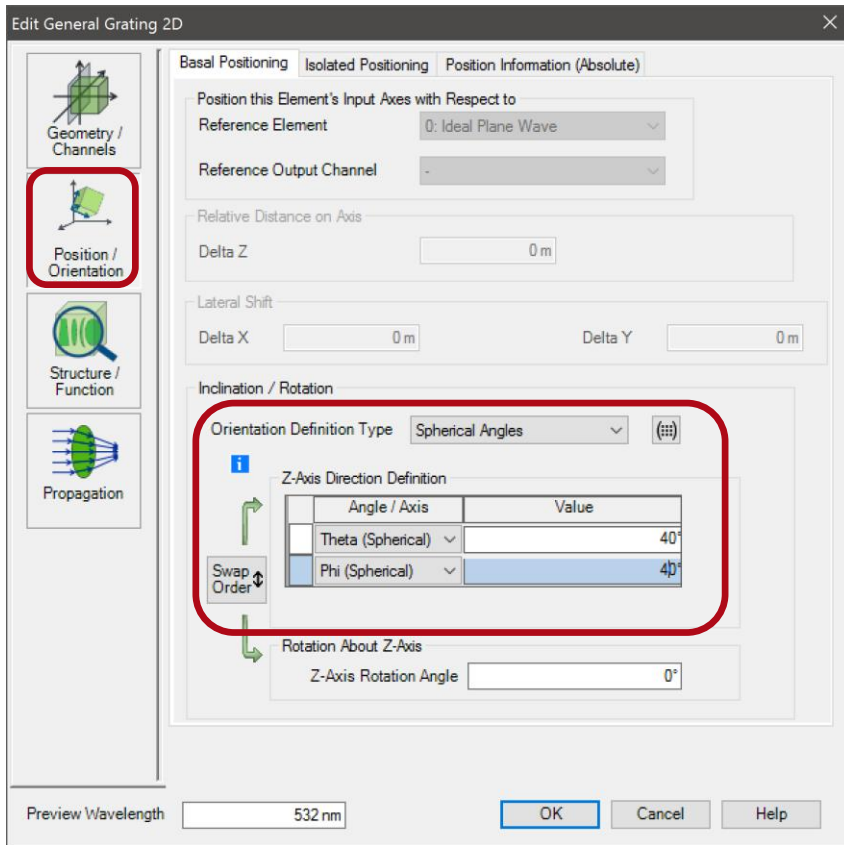 Edit General Grating 2D
Geometry /
Channels
Position /
Orientation
Structure /
Function
Propagation
Basal Positioning Isolated Positioning Position Information (Absolute)
Position this Element's Input Axes with Respect to
Reference Element 0: Ideal Plane Wave
Reference Output Channel -
Relative Distance on Axis
Delta Z 0 m
Lateral Shift
Delta X 0 m Delta Y 0 m
Inclination / Rotation
Orientation Definition Type Spherical Angles
i
Z-Axis Direction Definition
Angle / Axis Value
Theta (Spherical) 40°
Phi (Spherical) 40°
Swap
Order
Rotation About Z-Axis
Z-Axis Rotation Angle 0°
Preview Wavelength 532 nm OK Cancel Help